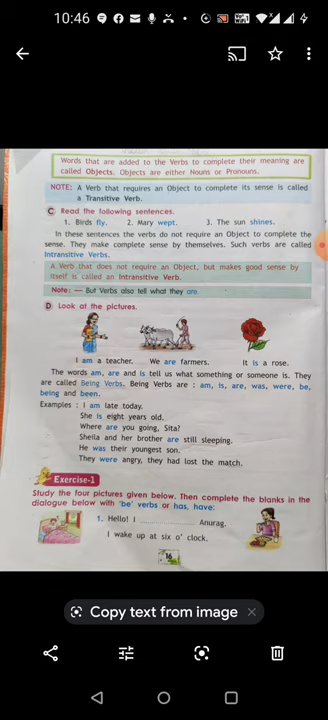 10:46
Words that are added to the Verbs to complete their meaning are
called Objects. Objects are either Nouns or Pronouns.
NOTE: A Verb that requires an Object to complete its sense is called
a Transitive Verb.
C Read the following sentences.
1. Birds fly. 2. Mary wept. 3. The sun shines.
In these sentences the verbs do not require an Object to complete the
sense. They make complete sense by themselves. Such verbs are called
Intransitive Verbs.
A Verb that does not require an Object, but makes good sense by
itself is called an Intransitive Verb.
Note: — But Verbs also tell what they are.
D Look at the pictures.
I am a teacher. We are farmers. It is a rose.
The words am, are and is tell us what something or someone is. They
are called Being Verbs. Being Verbs are : am, is, are, was, were, be,
being and been.
Examples : I am late today.
She is eight years old.
Where are you going, Sita?
Sheila and her brother are still sleeping.
He was their youngest son.
They were angry, they had lost the match.
Exercise-1
Study the four pictures given below. Then complete the blanks in the
dialogue below with 'be' verbs or has, have:
1. Hello! I .................. Anurag.
I wake up at six o' clock.
16
Copy text from image